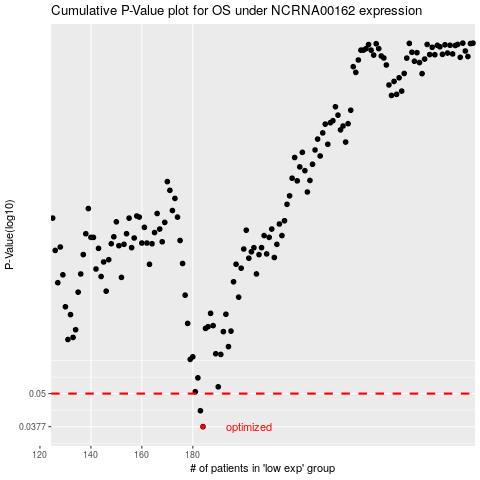 Cumulative P-Value plot for OS under NCRNA00162 expression
P-Value(log10)
0.05
0.0377
optimized
120 140 160 180
# of patients in 'low exp' group